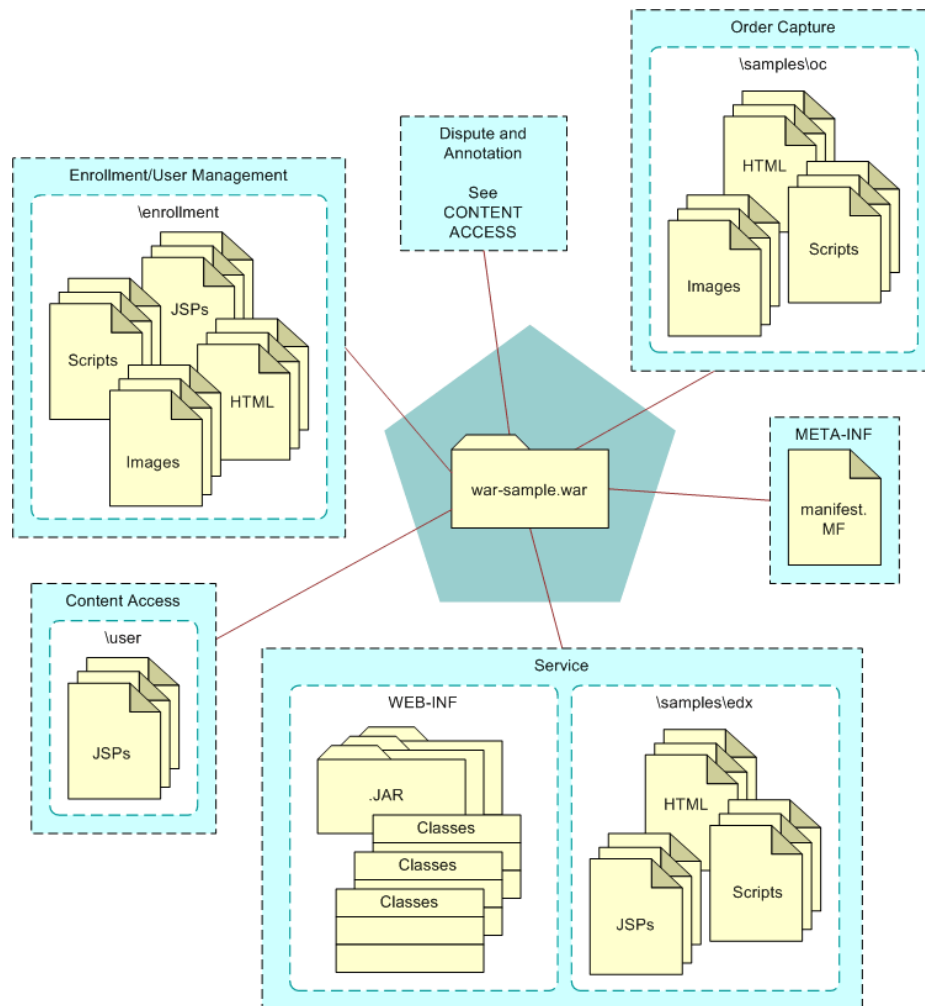 Order Capture
\samples\oc
HTML
Scripts
Images
Dispute and
Annotation
See
CONTENT
ACCESS
Enrollment/User Management
\enrollment
JSPs
Scripts
HTML
Images
war-sample.war
META-INF
manifest.
MF
Content Access
\user
JSPs
Service
WEB-INF
.JAR
Classes
Classes
Classes
\samples\edx
HTML
Scripts
JSPs